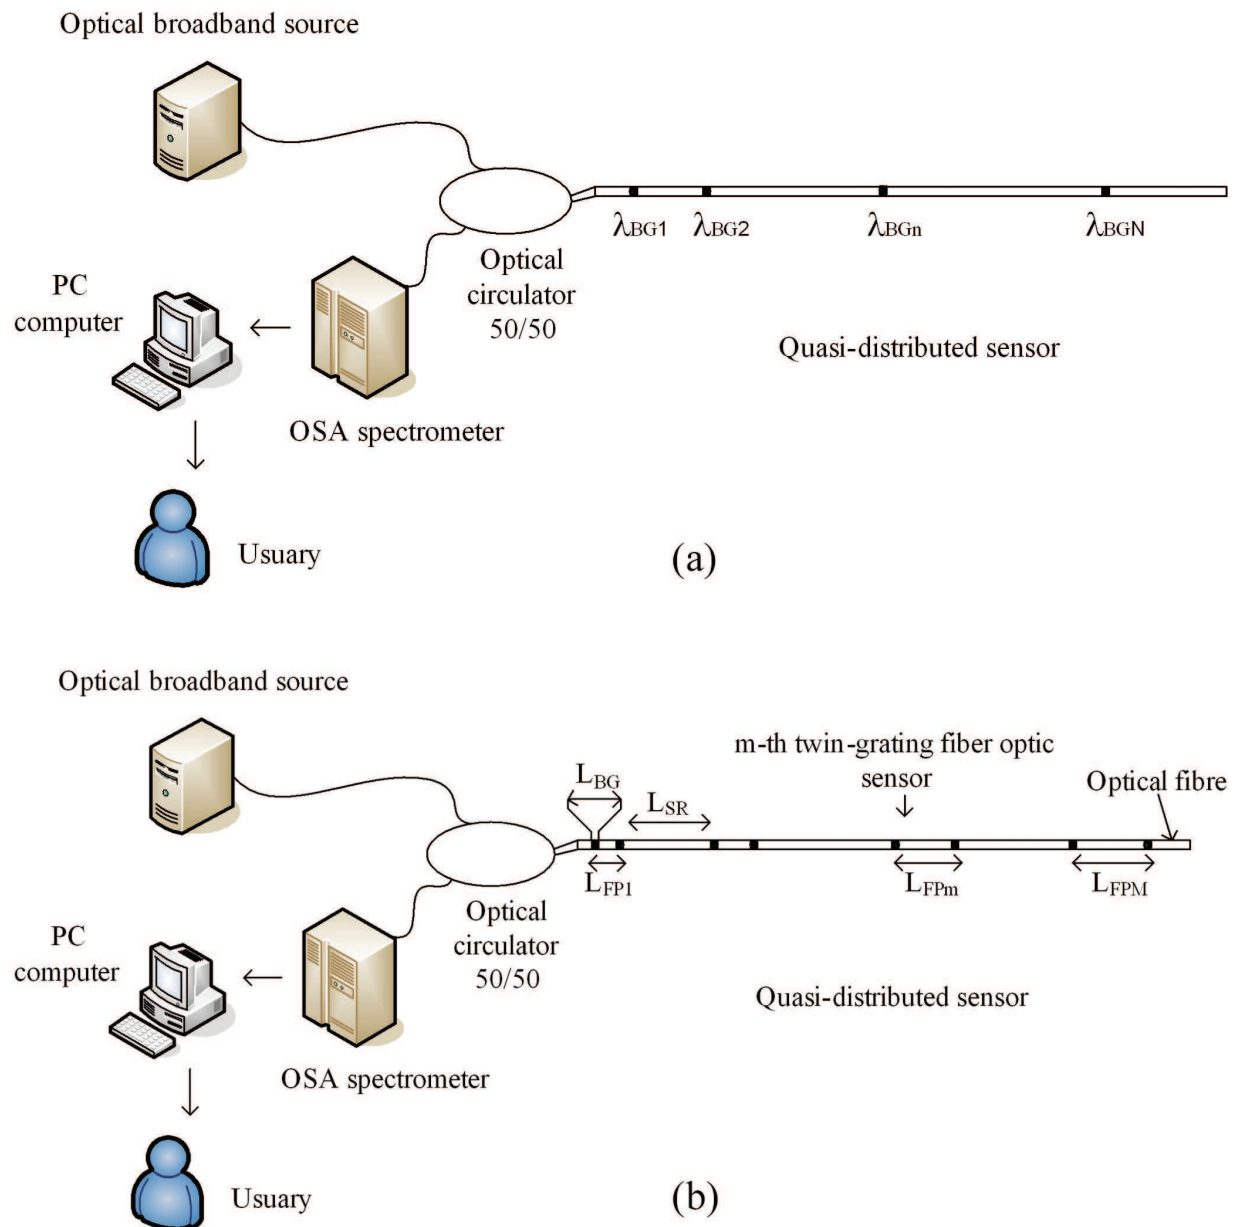 Optical broadband source
λBG1
λBG2
λBGn
λBGN
Optical
circulator
50/50
PC
computer
Quasi-distributed sensor
OSA spectrometer
Usuary
(a)
Optical broadband source
m-th twin-grating fiber optic
sensor
Optical fibre
LBG
LSR
LFP1
LFPm
LFPM
Optical
circulator
50/50
PC
computer
Quasi-distributed sensor
OSA spectrometer
Usuary
(b)